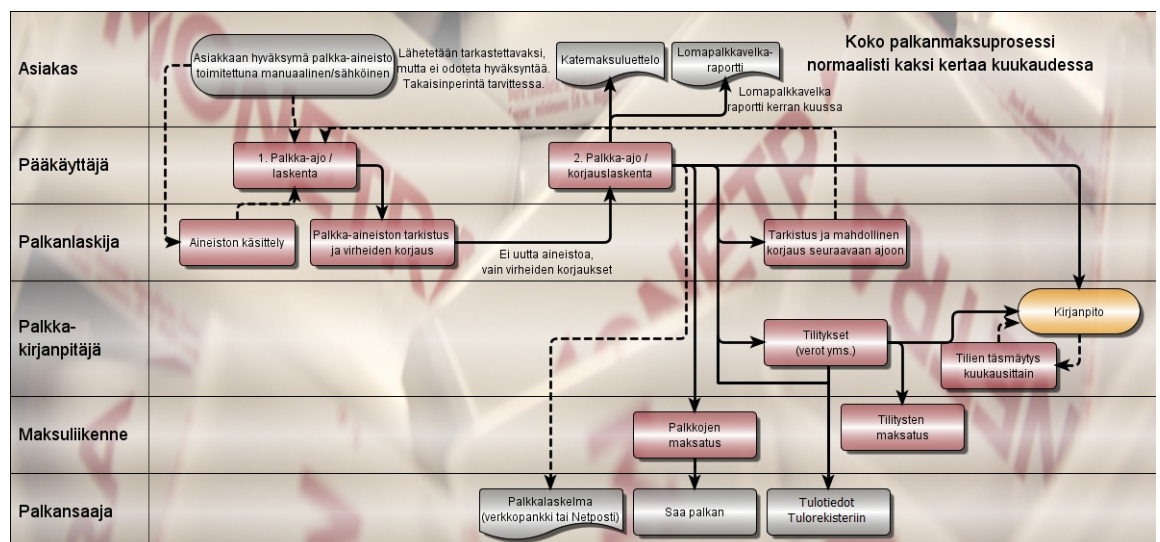 Asiakas
Asiakkaan hyväksymä palkka-aineisto
toimitettuna manuaalinen/sähköinen
Lähetetään tarkastettavaksi,
mutta ei odoteta hyväksyntää.
Takaisinperintä tarvittessa.
Katemaksuluettelo
Lomapalkkavelka-
raportti
Lomapalkkavelka
raportti kerran kuussa
Koko palkanmaksuprosessi
normaalisti kaksi kertaa kuukaudessa
Pääkäyttäjä
1. Palkka-ajo /
laskenta
2. Palkka-ajo /
korjauslaskenta
Palkanlaskija
Aineiston käsittely
Palkka-aineiston tarkistus
ja virheiden korjaus
Ei uutta aineistoa,
vain virheiden korjaukset
Tarkistus ja mahdollinen
korjaus seuraavaan ajoon
Palkka-
kirjanpitäjä
Tilitykset
(verot yms.)
Kirjanpito
Tilien täsmäytys
kuukausittain
Maksuliikenne
Palkkojen
maksatus
Tilitysten
maksatus
Palkansaaja
Palkkalaskelma
(verkkopankki tai Netposti)
Saa palkan
Tulotiedot
Tulorekisteriin